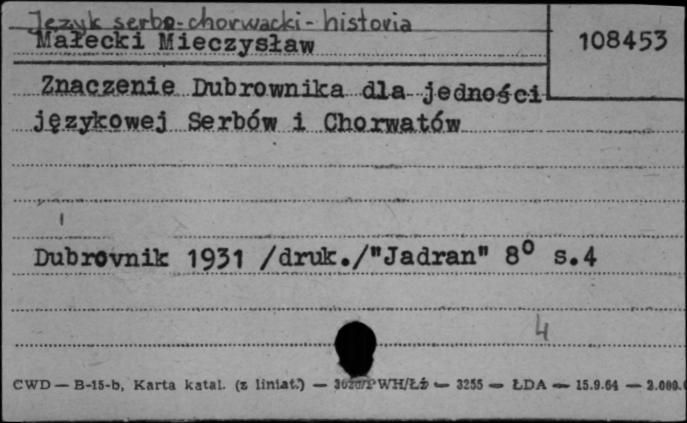 Język serbo-chorwacki - historia
Małecki Mieczysław
108453
Znaczenie Dubrownika dla jedności
językowej Serbów i Chorwatów
Dubrovnik 1931 /druk./"Jadran" 8⁰ s.4
4
CWD — B-15-b, Karta katal. (z liniat.) — WH/Łż — 3255 — ŁDA — 15.9.64 — 2.000.